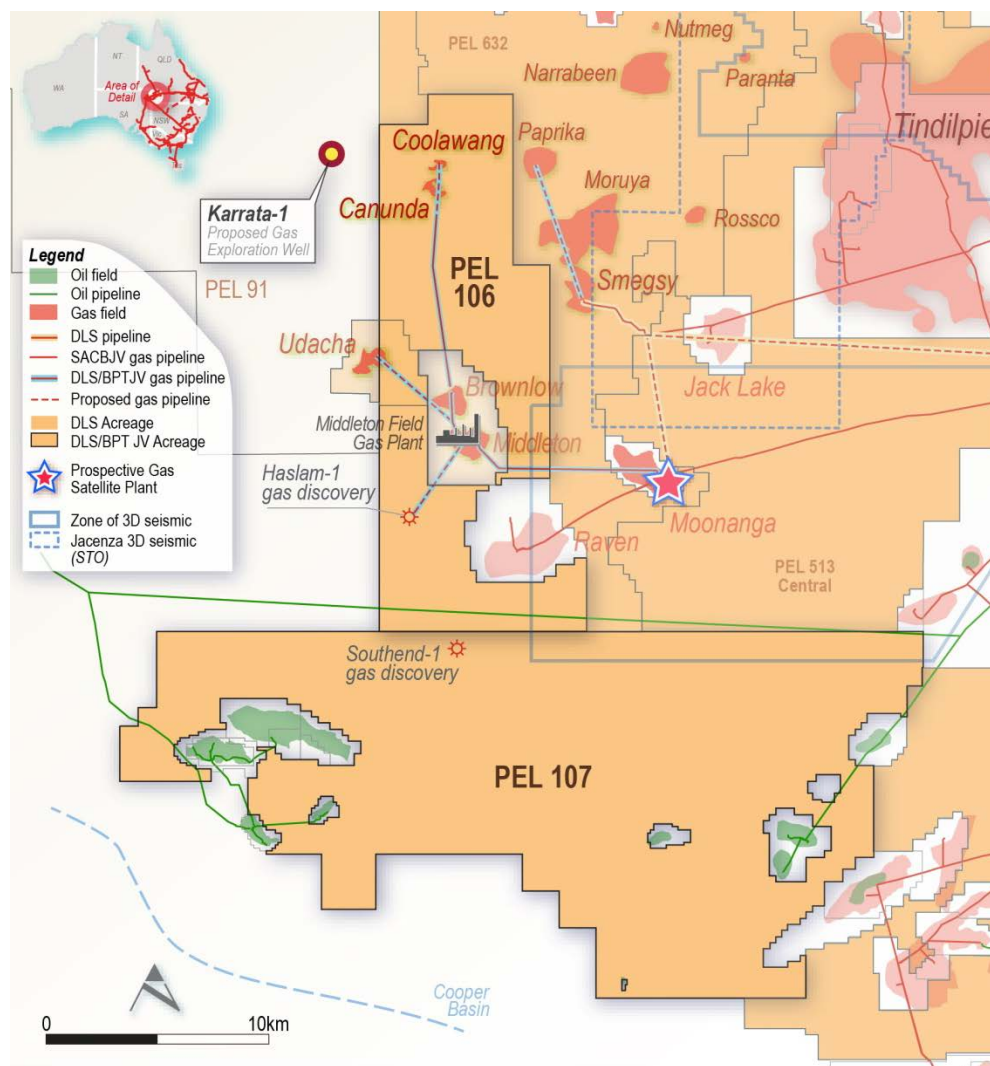 WA
NT
QLD
SA
NSW
Area of
Detail
PEL 632
Nutmeg
Narrabeen
Paranta
Tindilpie
Coolawang
Paprika
Canunda
Moruya
Rossco
Karrata-1
Proposed Gas
Exploration Well
PEL
106
PEL 91
Smegsy
Udacha
Jack Lake
Brownlow
Middleton Field
Gas Plant
Middleton
Haslam-1
gas discovery
Moonanga
Raven
PEL 513
Central
Legend
Oil field
Oil pipeline
Gas field
DLS pipeline
SACBJV gas pipeline
DLS/BPTJV gas pipeline
Proposed gas pipeline
DLS Acreage
DLS/BPT JV Acreage
Prospective Gas
Satellite Plant
Zone of 3D seismic
Jacenza 3D seismic
(STO)
Southend-1
gas discovery
PEL 107
Cooper
Basin
0 10km